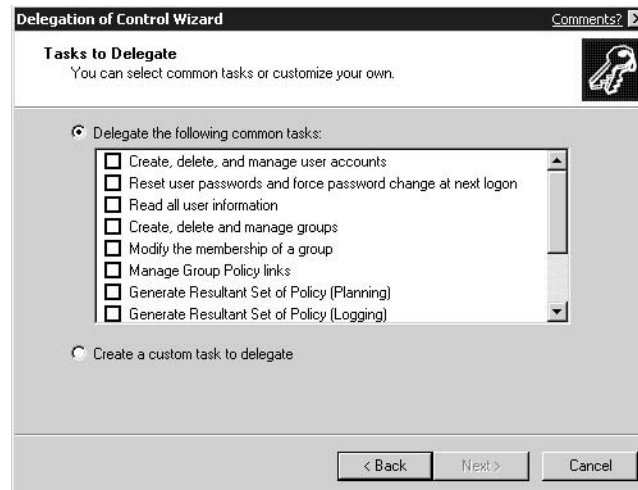 Delegation of Control Wizard Comments? X
Tasks to Delegate
You can select common tasks or customize your own.
Delegate the following common tasks:
Create, delete, and manage user accounts
Reset user passwords and force password change at next logon
Read all user information
Create, delete and manage groups
Modify the membership of a group
Manage Group Policy links
Generate Resultant Set of Policy (Planning)
Generate Resultant Set of Policy (Logging)
Create a custom task to delegate
< Back Next > Cancel